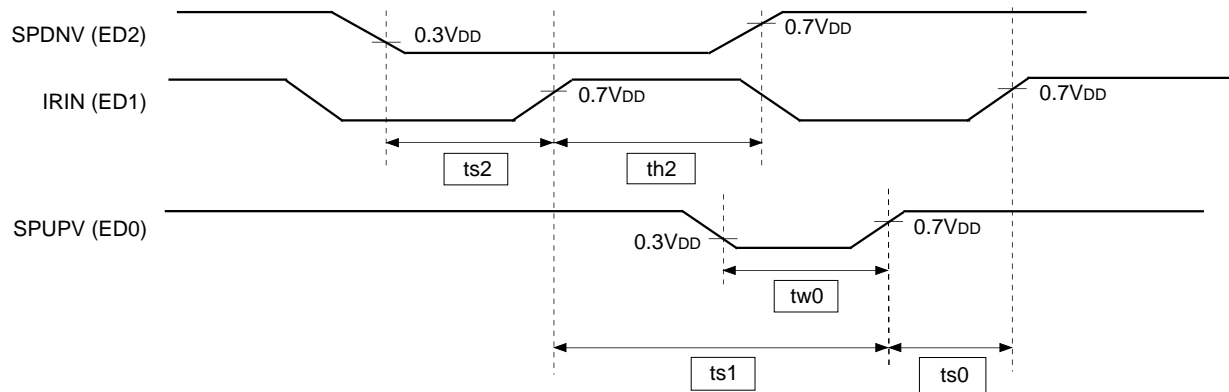 SPDNV (ED2)
0.3VDD
0.7VDD
IRIN (ED1)
0.7VDD
0.7VDD
ts2
th2
SPUPV (ED0)
0.3VDD
0.7VDD
tw0
ts1
ts0